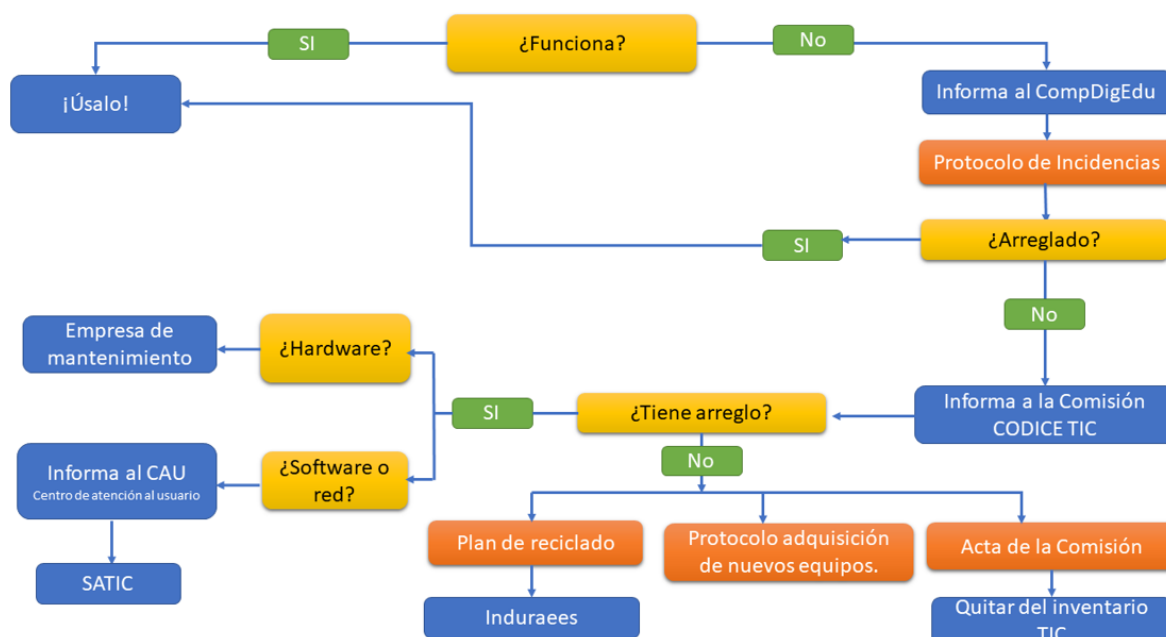 ¿Funciona?
SI
No
¡Úsalo!
Informa al CompDigEdu
Protocolo de Incidencias
¿Arreglado?
SI
No
Empresa de
mantenimiento
¿Hardware?
¿Tiene arreglo?
SI
Informa a la Comisión
CODICE TIC
No
Informa al CAU
Centro de atención al usuario
¿Software o
red?
Plan de reciclado
Protocolo adquisición
de nuevos equipos.
Acta de la Comisión
SATIC
Induraees
Quitar del inventario
TIC